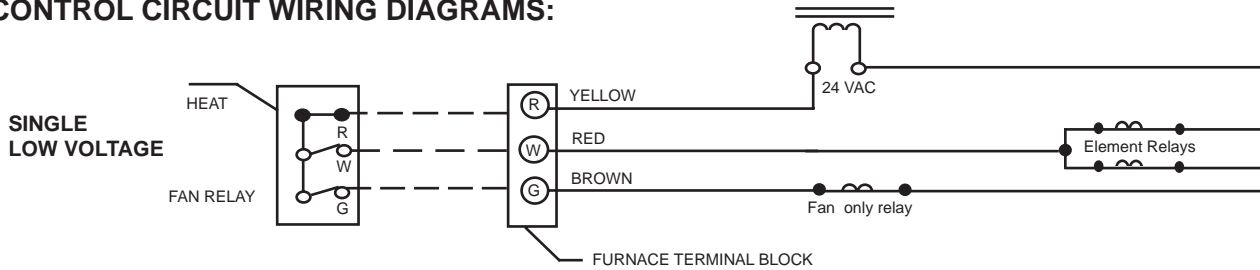 CONTROL CIRCUIT WIRING DIAGRAMS:
24 VAC
HEAT
YELLOW
R
SINGLE
LOW VOLTAGE
R
RED
W
W
Element Relays
BROWN
G
FAN RELAY
G
Fan only relay
FURNACE TERMINAL BLOCK